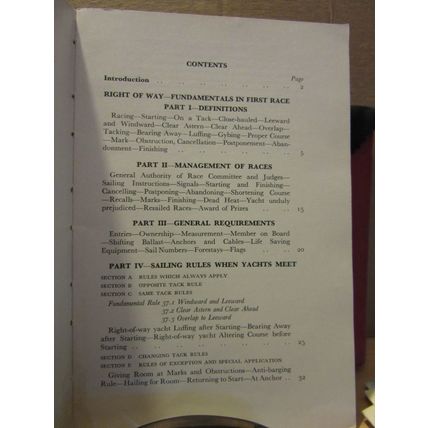 CONTENTS
Page
Introduction .. .. .. .. .. .. .. 2
RIGHT OF WAY—FUNDAMENTALS IN FIRST RACE
PART I—DEFINITIONS
Racing—Starting—On a Tack—Close-hauled—Leeward
and Windward—Clear Astern—Clear Ahead—Overlap—
Tacking—Bearing Away—Luffing—Gybing—Proper Course
—Mark—Obstruction, Cancellation—Postponement—Aban-
donment—Finishing .. .. .. .. .. .. 5
PART II—MANAGEMENT OF RACES
General Authority of Race Committee and Judges—
Sailing Instructions—Signals—Starting and Finishing—
Cancelling—Postponing—Abandoning—Shortening Course
—Recalls—Marks—Finishing—Dead Heat—Yacht unduly
prejudiced—Resailed Races—Award of Prizes .. .. 15
PART III—GENERAL REQUIREMENTS
Entries—Ownership—Measurement—Member on Board
—Shifting Ballast—Anchors and Cables—Life Saving
Equipment—Sail Numbers—Forestays—Flags .. .. 20
PART IV—SAILING RULES WHEN YACHTS MEET
SECTION A RULES WHICH ALWAYS APPLY
SECTION B OPPOSITE TACK RULE
SECTION C SAME TACK RULES
Fundamental Rule 37.1 Windward and Leeward
37.2 Clear Astern and Clear Ahead
37.3 Overlap to Leeward
Right-of-way yacht Luffing after Starting—Bearing Away
after Starting—Right-of-way yacht Altering Course before
Starting .. .. .. .. .. .. .. 23
SECTION D CHANGING TACK RULES
SECTION E RULES OF EXCEPTION AND SPECIAL APPLICATION
Giving Room at Marks and Obstructions—Anti-barging
Rule—Hailing for Room—Returning to Start—At Anchor .. 32